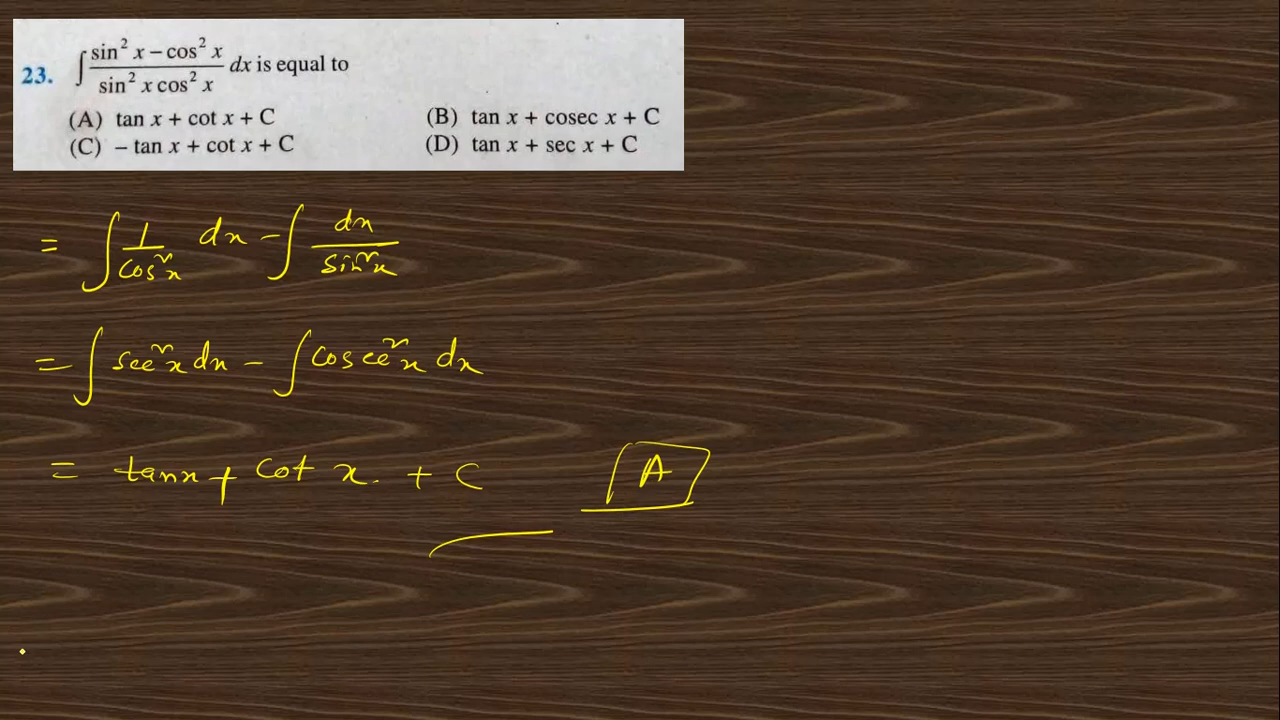 23. ∫ (sin² x – cos² x)/(sin² x cos² x) dx is equal to
(A) tan x + cot x + C (B) tan x + cosec x + C
(C) – tan x + cot x + C (D) tan x + sec x + C
= ∫ 1/cos²x dx - ∫ dx/sin²x
= ∫ sec²x dx - ∫ cosec²x dx
= tanx + cot x. + C A